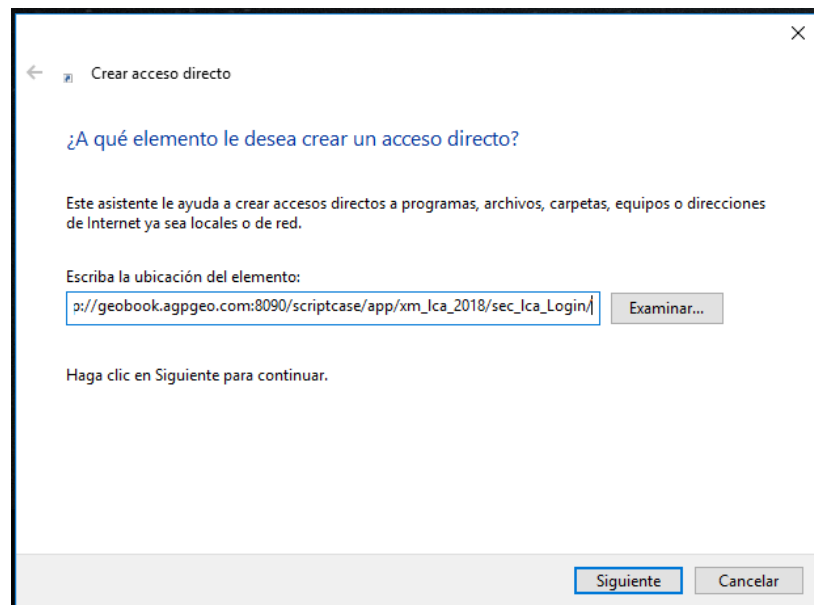 Crear acceso directo
¿A qué elemento le desea crear un acceso directo?
Este asistente le ayuda a crear accesos directos a programas, archivos, carpetas, equipos o direcciones
de Internet ya sea locales o de red.
Escriba la ubicación del elemento:
p://geobook.agpgeo.com:8090/scriptcase/app/xm_lca_2018/sec_lca_Login/
Examinar...
Haga clic en Siguiente para continuar.
Siguiente
Cancelar